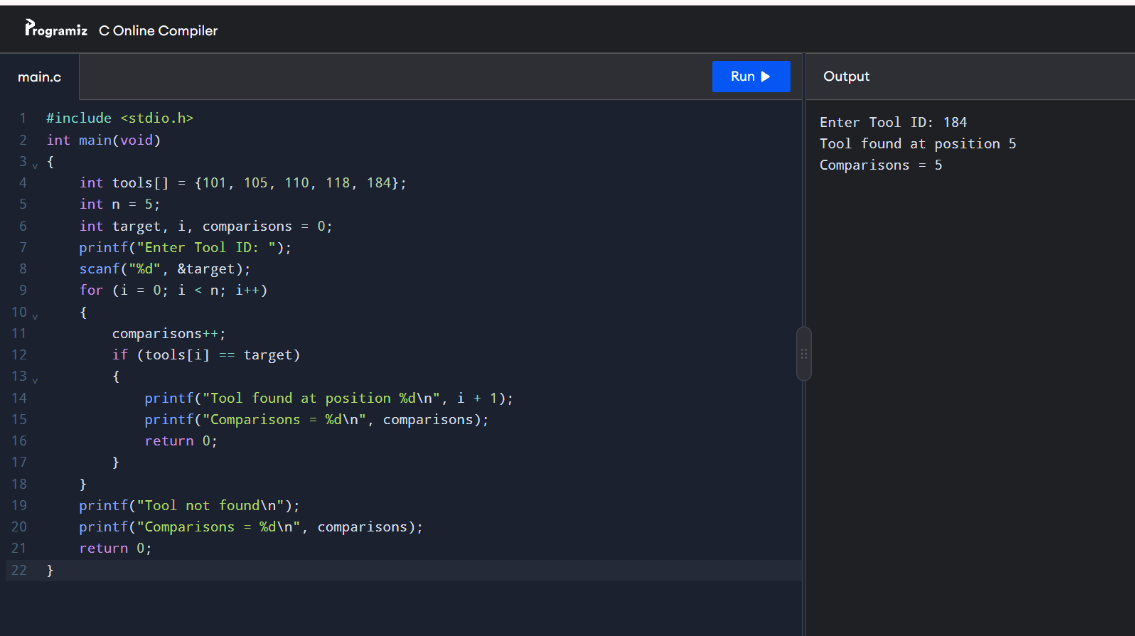 Programiz C Online Compiler
main.c
Run
Output
1 #include <stdio.h>
2 int main(void)
3 {
4     int tools[] = {101, 105, 110, 118, 184};
5     int n = 5;
6     int target, i, comparisons = 0;
7     printf("Enter Tool ID: ");
8     scanf("%d", &target);
9     for (i = 0; i < n; i++)
10     {
11         comparisons++;
12         if (tools[i] == target)
13         {
14             printf("Tool found at position %d\n", i + 1);
15             printf("Comparisons = %d\n", comparisons);
16             return 0;
17         }
18     }
19     printf("Tool not found\n");
20     printf("Comparisons = %d\n", comparisons);
21     return 0;
22 }
Enter Tool ID: 184
Tool found at position 5
Comparisons = 5